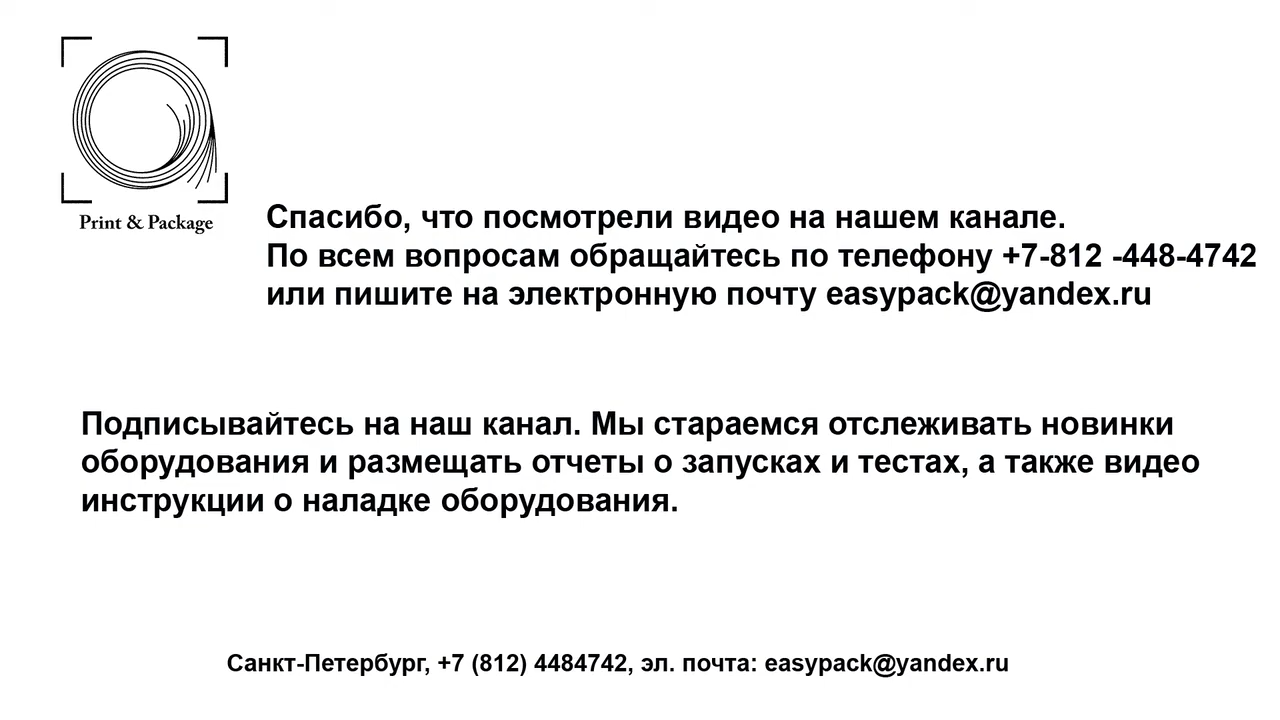 Print & Package
Спасибо, что посмотрели видео на нашем канале.
По всем вопросам обращайтесь по телефону +7-812 -448-4742
или пишите на электронную почту easypack@yandex.ru
Подписывайтесь на наш канал. Мы стараемся отслеживать новинки
оборудования и размещать отчеты о запусках и тестах, а также видео
инструкции о наладке оборудования.
Санкт-Петербург, +7 (812) 4484742, эл. почта: easypack@yandex.ru